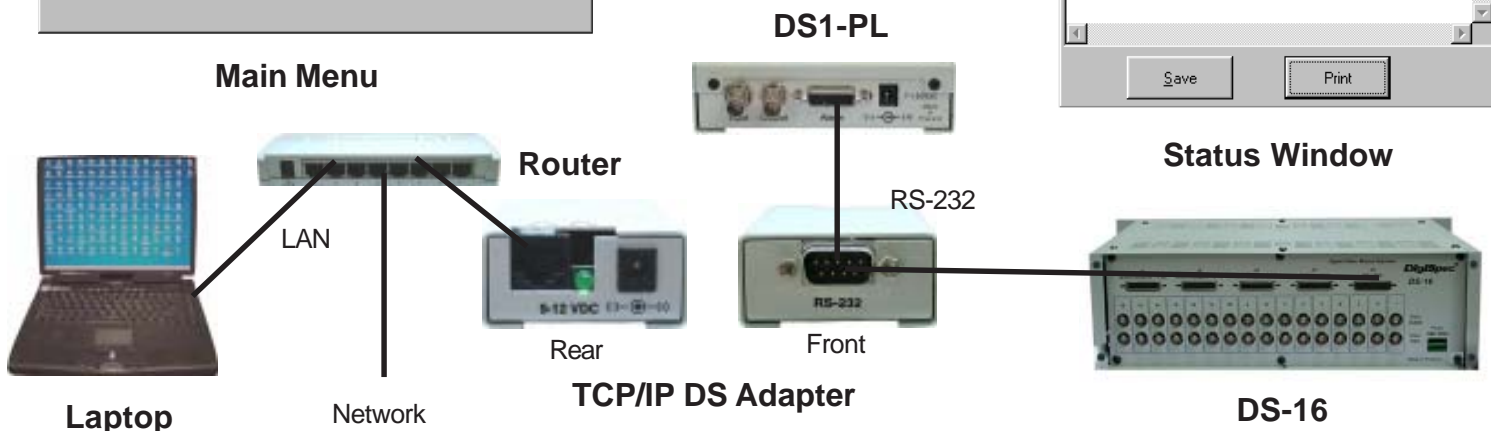 DS1-PL
Main Menu
Save
Print
Router
Status Window
RS-232
LAN
DigiSpec
DS-16
9-12 VDC
RS-232
Rear
Front
TCP/IP DS Adapter
Laptop
Network
DS-16